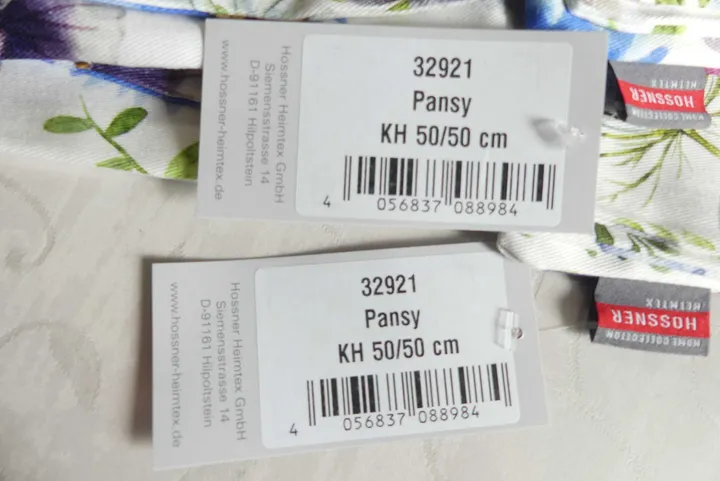 32921
Pansy
KH 50/50 cm
4 056837 088984
Hossner Heimtex GmbH
Siemensstrasse 14
D-91161 Hilpoltstein
www.hossner-heimtex.de
HEIMTEX
HOSSNER
HOME COLLECTION
32921
Pansy
KH 50/50 cm
4 056837 088984
Hossner Heimtex GmbH
Siemensstrasse 14
D-91161 Hilpoltstein
www.hossner-heimtex.de
HEIMTEX
HOSSNER
HOME COLLECTION